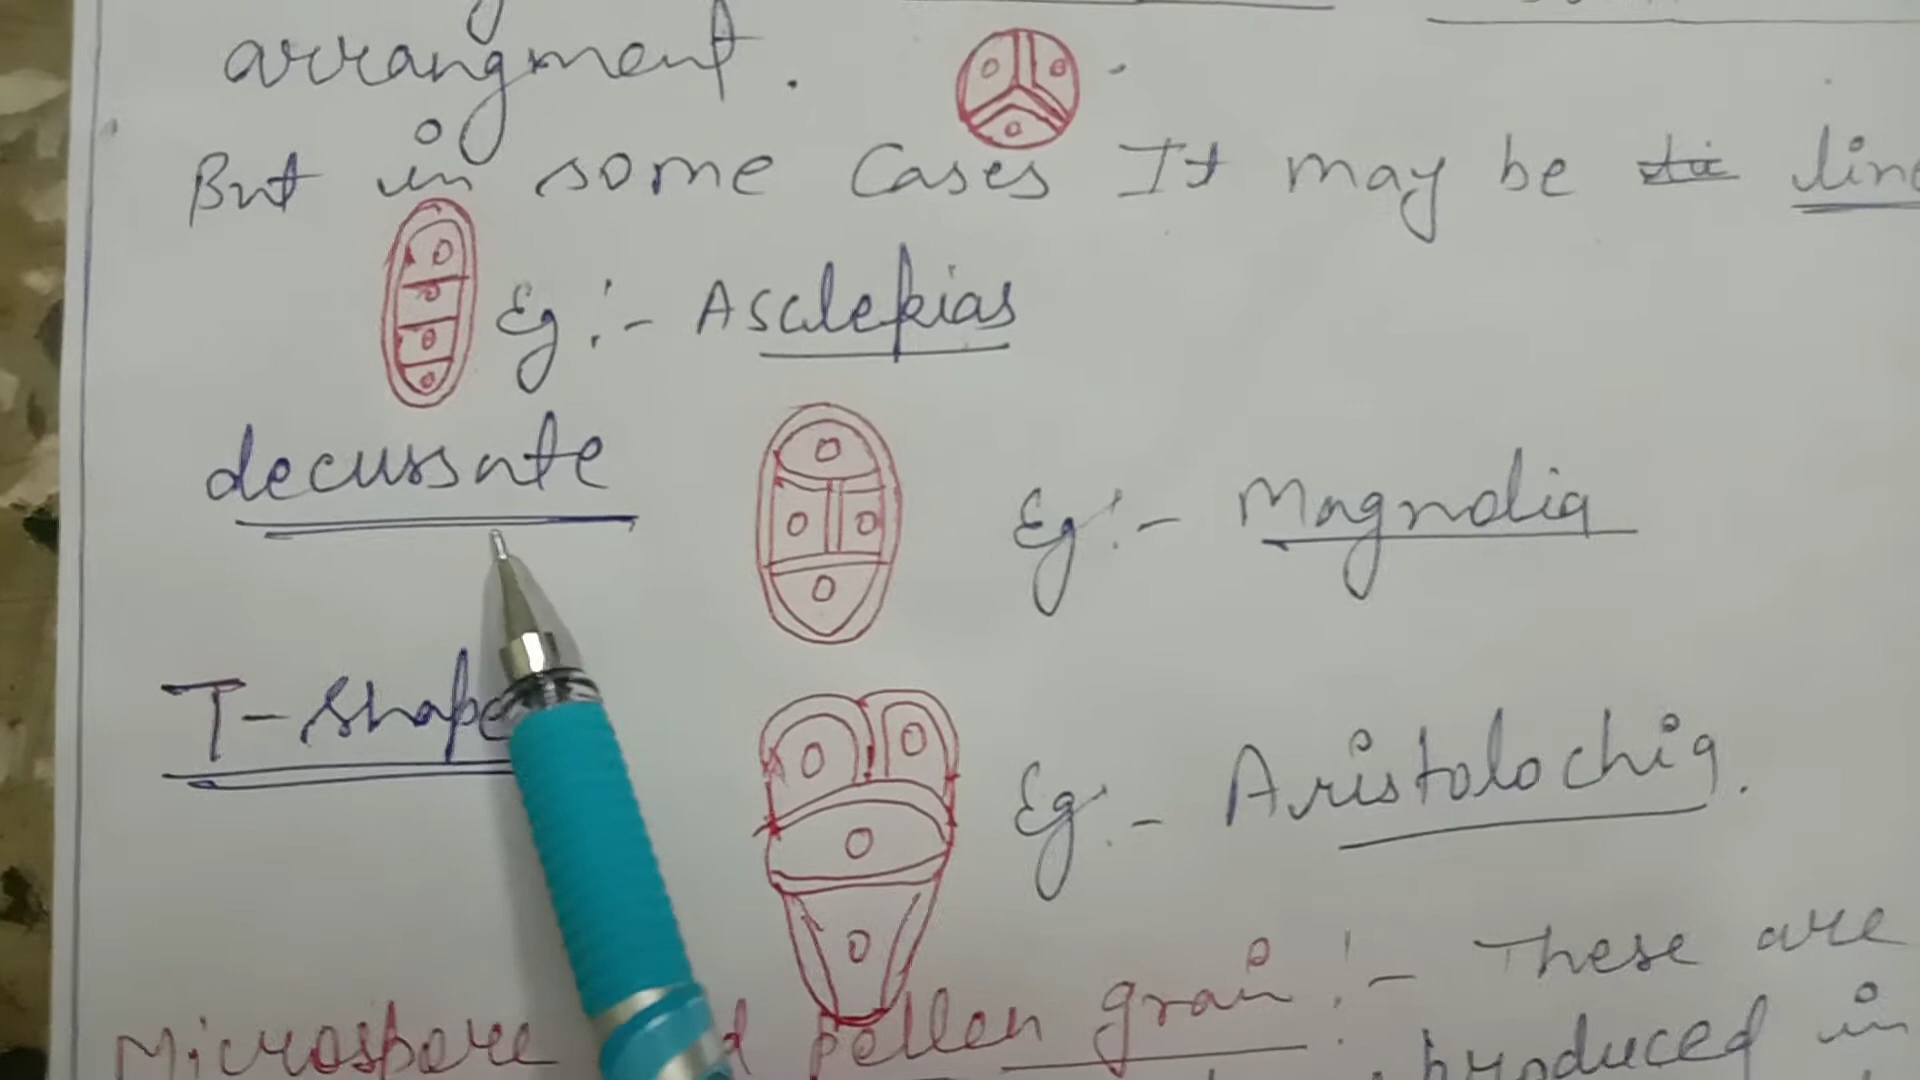 arrangment.
But in some Cases It may be
Eg:- Asclepias
decussate Eg:- Magnolia
T-Shape Eg:- Aristolochia.
Microspore pollen grain:- These are
produced in